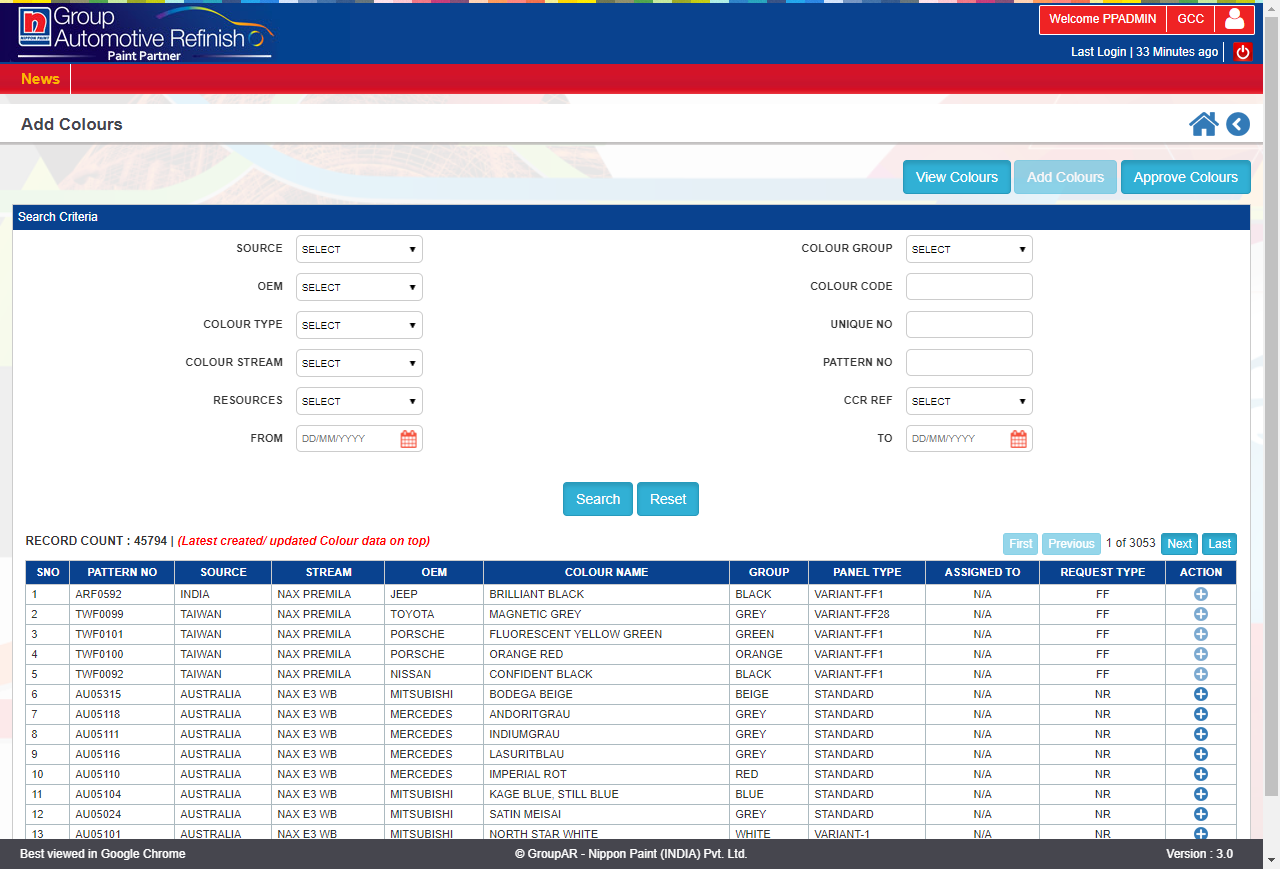 Group
Automotive Refinish
n
NIPPON PAINT
Paint Partner
Welcome PPADMIN GCC
Last Login | 33 Minutes ago
News
Add Colours
View Colours Add Colours Approve Colours
Search Criteria
SOURCE SELECT COLOUR GROUP SELECT
OEM SELECT COLOUR CODE
COLOUR TYPE SELECT UNIQUE NO
COLOUR STREAM SELECT PATTERN NO
RESOURCES SELECT CCR REF SELECT
FROM DD/MM/YYYY TO DD/MM/YYYY
Search Reset
RECORD COUNT : 45794 | (Latest created/ updated Colour data on top) First Previous 1 of 3053 Next Last
SNO PATTERN NO SOURCE STREAM OEM COLOUR NAME GROUP PANEL TYPE ASSIGNED TO REQUEST TYPE ACTION
1 ARF0592 INDIA NAX PREMILA JEEP BRILLIANT BLACK BLACK VARIANT-FF1 N/A FF
2 TWF0099 TAIWAN NAX PREMILA TOYOTA MAGNETIC GREY GREY VARIANT-FF28 N/A FF
3 TWF0101 TAIWAN NAX PREMILA PORSCHE FLUORESCENT YELLOW GREEN GREEN VARIANT-FF1 N/A FF
4 TWF0100 TAIWAN NAX PREMILA PORSCHE ORANGE RED ORANGE VARIANT-FF1 N/A FF
5 TWF0092 TAIWAN NAX PREMILA NISSAN CONFIDENT BLACK BLACK VARIANT-FF1 N/A FF
6 AU05315 AUSTRALIA NAX E3 WB MITSUBISHI BODEGA BEIGE BEIGE STANDARD N/A NR
7 AU05118 AUSTRALIA NAX E3 WB MERCEDES ANDORITGRAU GREY STANDARD N/A NR
8 AU05111 AUSTRALIA NAX E3 WB MERCEDES INDIUMGRAU GREY STANDARD N/A NR
9 AU05116 AUSTRALIA NAX E3 WB MERCEDES LASURITBLAU GREY STANDARD N/A NR
10 AU05110 AUSTRALIA NAX E3 WB MERCEDES IMPERIAL ROT RED STANDARD N/A NR
11 AU05104 AUSTRALIA NAX E3 WB MITSUBISHI KAGE BLUE, STILL BLUE BLUE STANDARD N/A NR
12 AU05024 AUSTRALIA NAX E3 WB MITSUBISHI SATIN MEISAI GREY STANDARD N/A NR
13 AU05101 AUSTRALIA NAX E3 WB MITSUBISHI NORTH STAR WHITE WHITE VARIANT-1 N/A NR
Best viewed in Google Chrome © GroupAR - Nippon Paint (INDIA) Pvt. Ltd. Version : 3.0